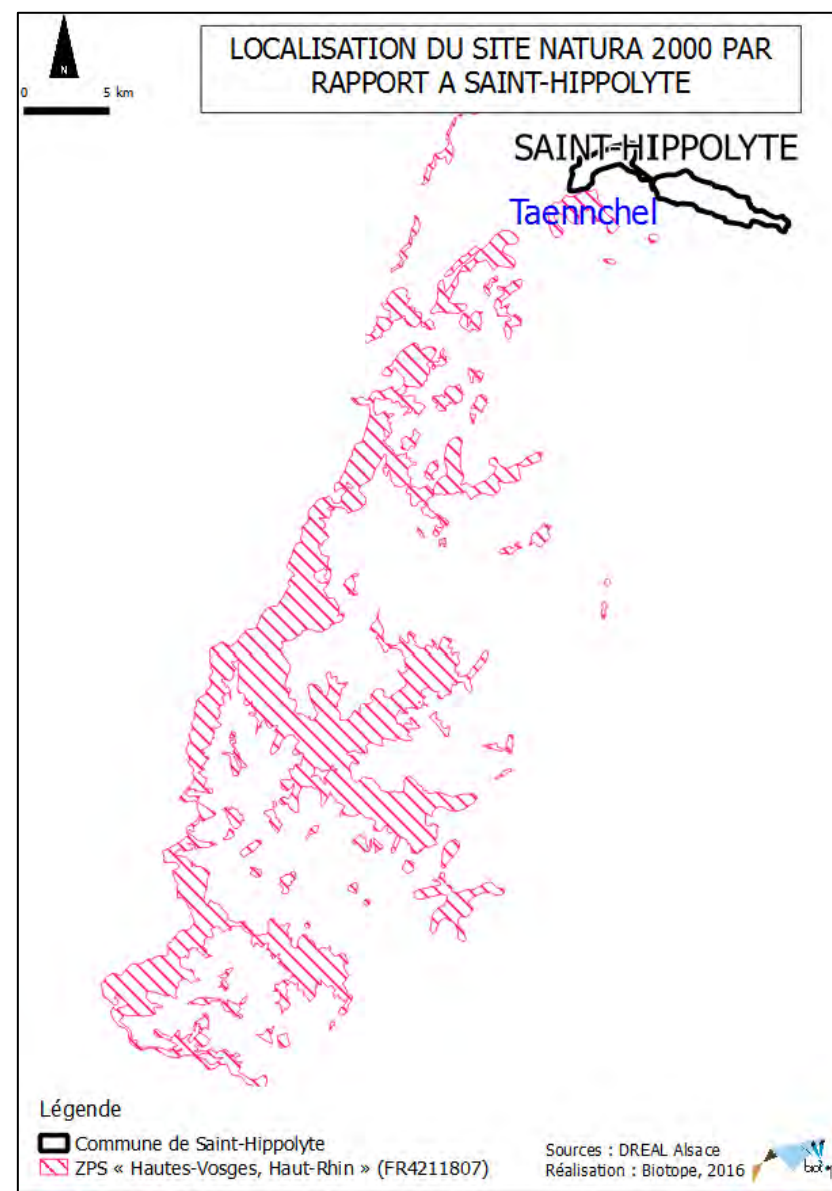 LOCALISATION DU SITE NATURA 2000 PAR
RAPPORT A SAINT-HIPPOLYTE
N
0 5 km
SAINT-HIPPOLYTE
Taennchel
Légende
Commune de Saint-Hippolyte
ZPS « Hautes-Vosges, Haut-Rhin » (FR4211807)
Sources : DREAL Alsace
Réalisation : Biotope, 2016